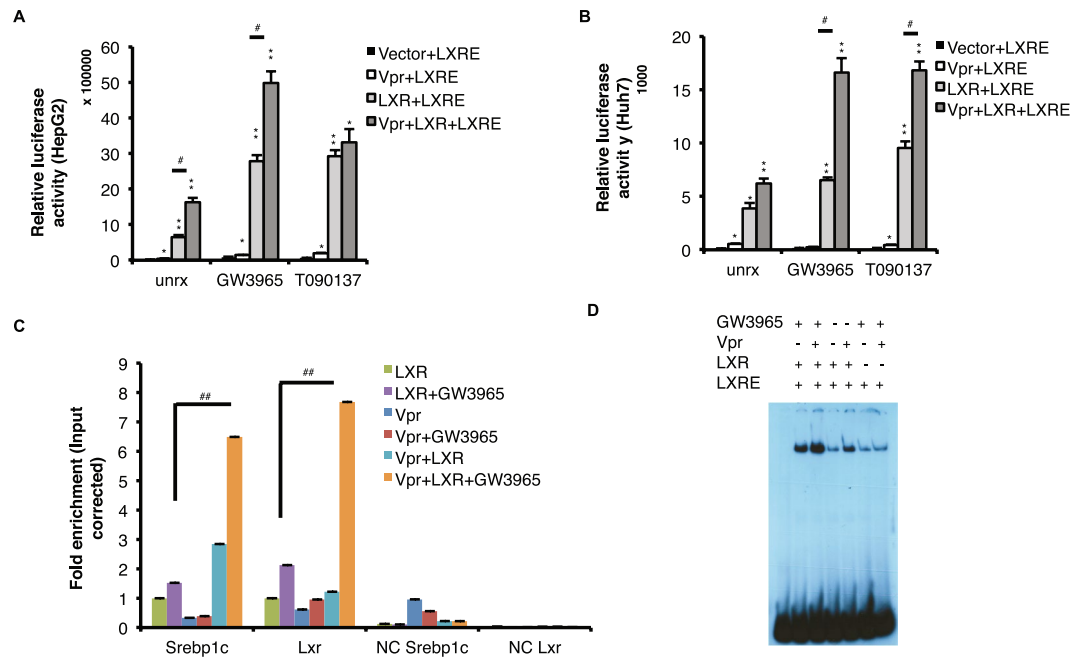 A
Relative luciferase
activity (HepG2)
x 100000
60
50
40
30
20
10
0
unrx
GW3965
T090137
*
**
#
**
*
**
#
**
*
**
*
Vector+LXRE
Vpr+LXRE
LXR+LXRE
Vpr+LXR+LXRE
B
Relative luciferase
activit y (Huh7)
1000
20
15
10
5
0
unrx
GW3965
T090137
*
*
**
**
#
**
*
**
#
**
Vector+LXRE
Vpr+LXRE
LXR+LXRE
Vpr+LXR+LXRE
C
Fold enrichment (Input
corrected)
9
8
7
6
5
4
3
2
1
0
##
##
Srebp1c
Lxr
NC Srebp1c
NC Lxr
LXR
LXR+GW3965
Vpr
Vpr+GW3965
Vpr+LXR
Vpr+LXR+GW3965
D
GW3965 + + - - + +
Vpr - + - + - +
LXR + + + + - -
LXRE + + + + + +